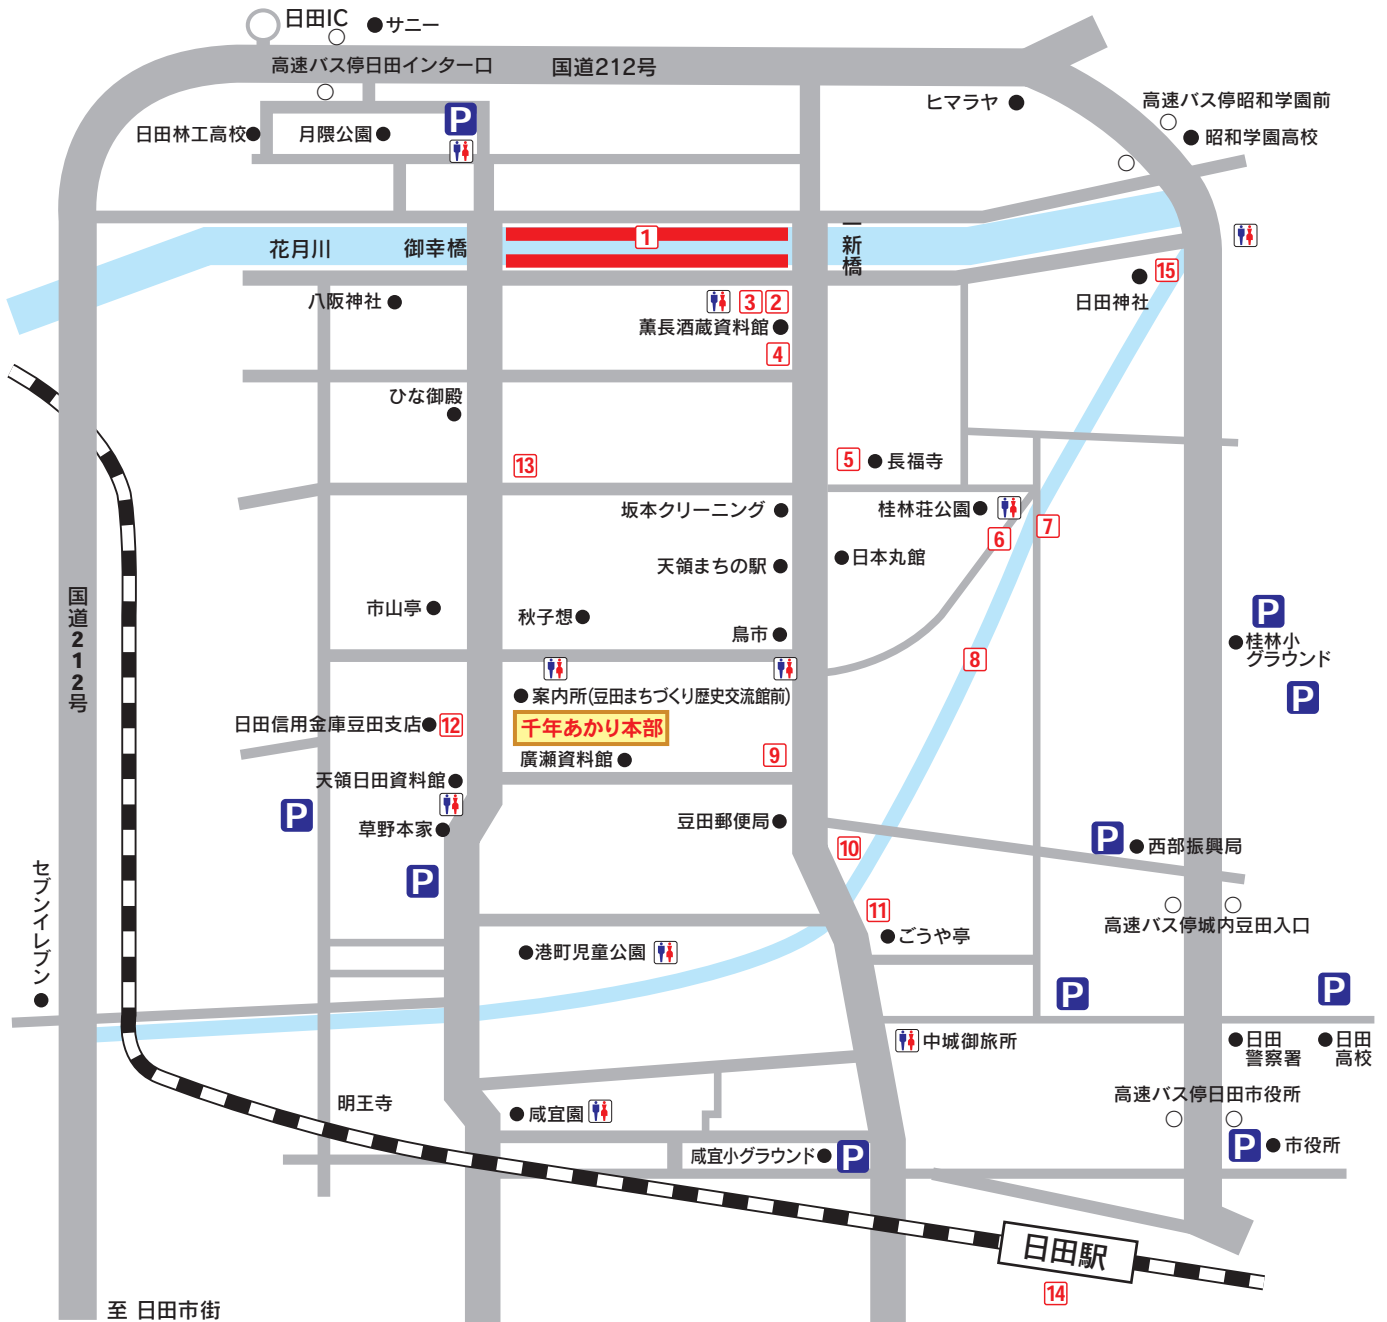 日田IC
サニー
高速バス停日田インター口
国道212号
ヒマラヤ
高速バス停昭和学園前
日田林工高校
月隈公園
P
昭和学園高校
花月川
御幸橋
1
新橋
15
日田神社
八阪神社
3
2
薫長酒蔵資料館
4
ひな御殿
13
5
長福寺
坂本クリーニング
桂林荘公園
6
7
天領まちの駅
日本丸館
国道212号
市山亭
秋子想
鳥市
8
P
桂林小
グラウンド
P
案内所(豆田まちづくり歴史交流館前)
日田信用金庫豆田支店
12
千年あかり本部
廣瀬資料館
9
天領日田資料館
P
草野本家
豆田郵便局
10
P
西部振興局
P
セブンイレブン
11
ごうや亭
高速バス停城内豆田入口
港町児童公園
P
P
中城御旅所
日田
警察署
日田
高校
明王寺
咸宜園
高速バス停日田市役所
咸宜小グラウンド
P
P
市役所
日田駅
14
至 日田市街